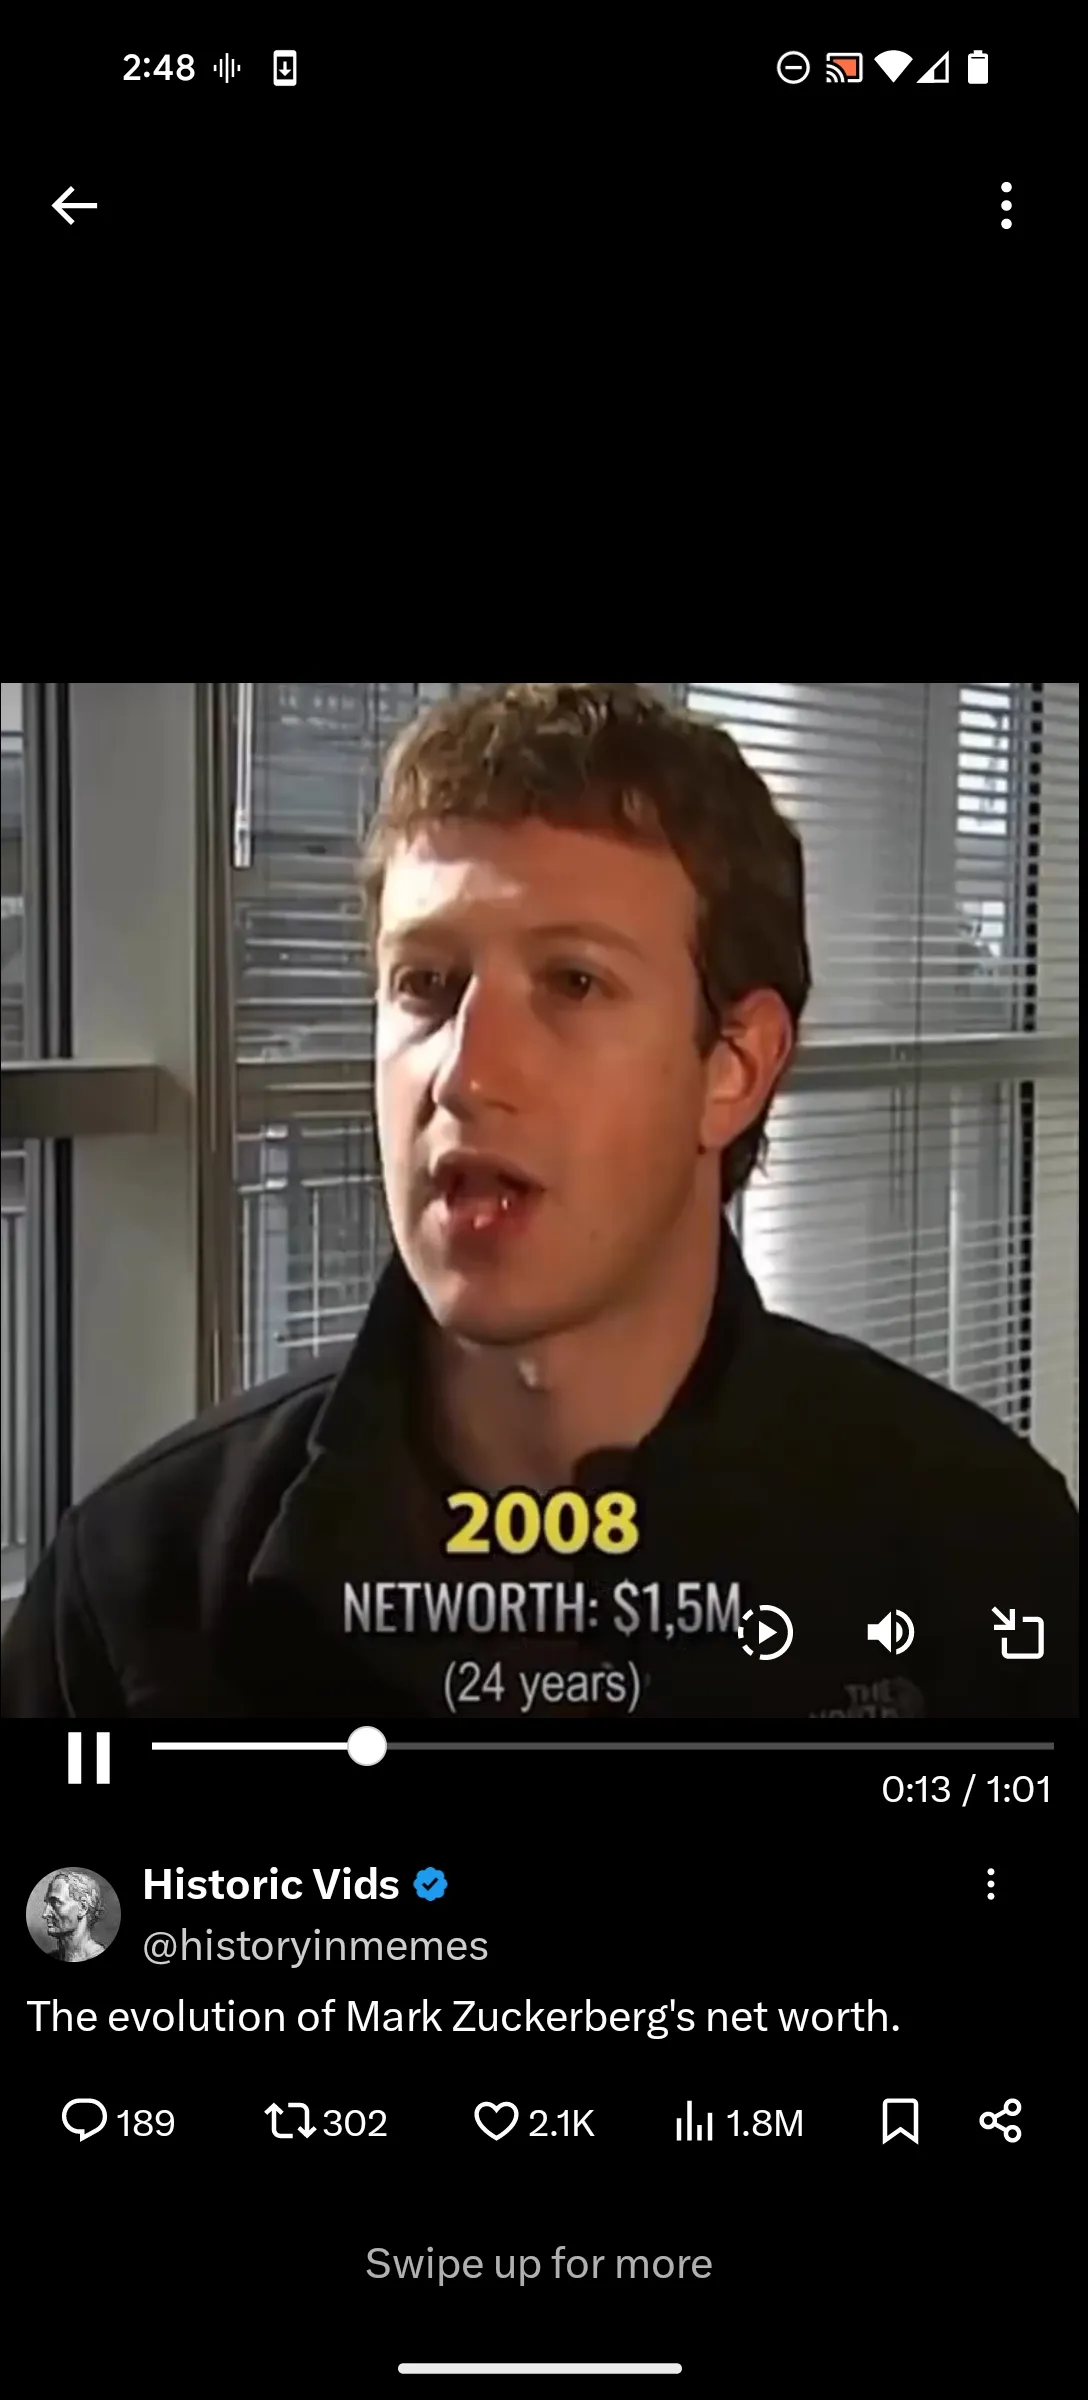 2:48
2008
NETWORTH: $1,5M
(24 years)
THE
0:13 / 1:01
Historic Vids
@historyinmemes
The evolution of Mark Zuckerberg's net worth.
189 302 2.1K 1.8M
Swipe up for more